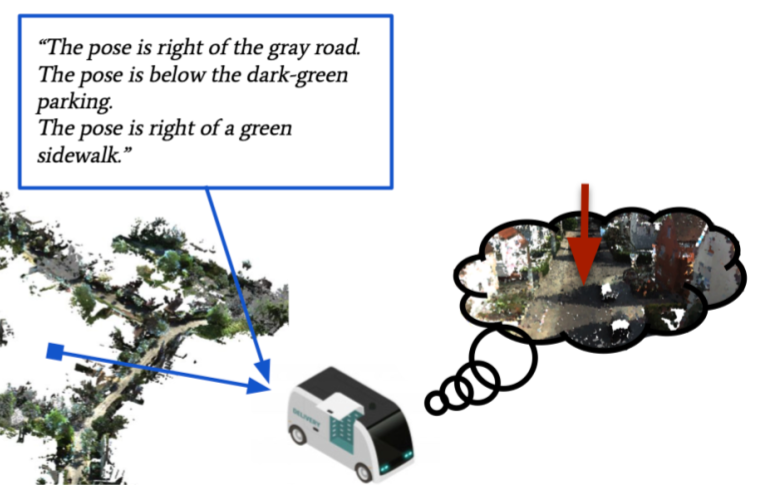 “The pose is right of the gray road.
The pose is below the dark-green
parking.
The pose is right of a green
sidewalk.”
DELIVERY